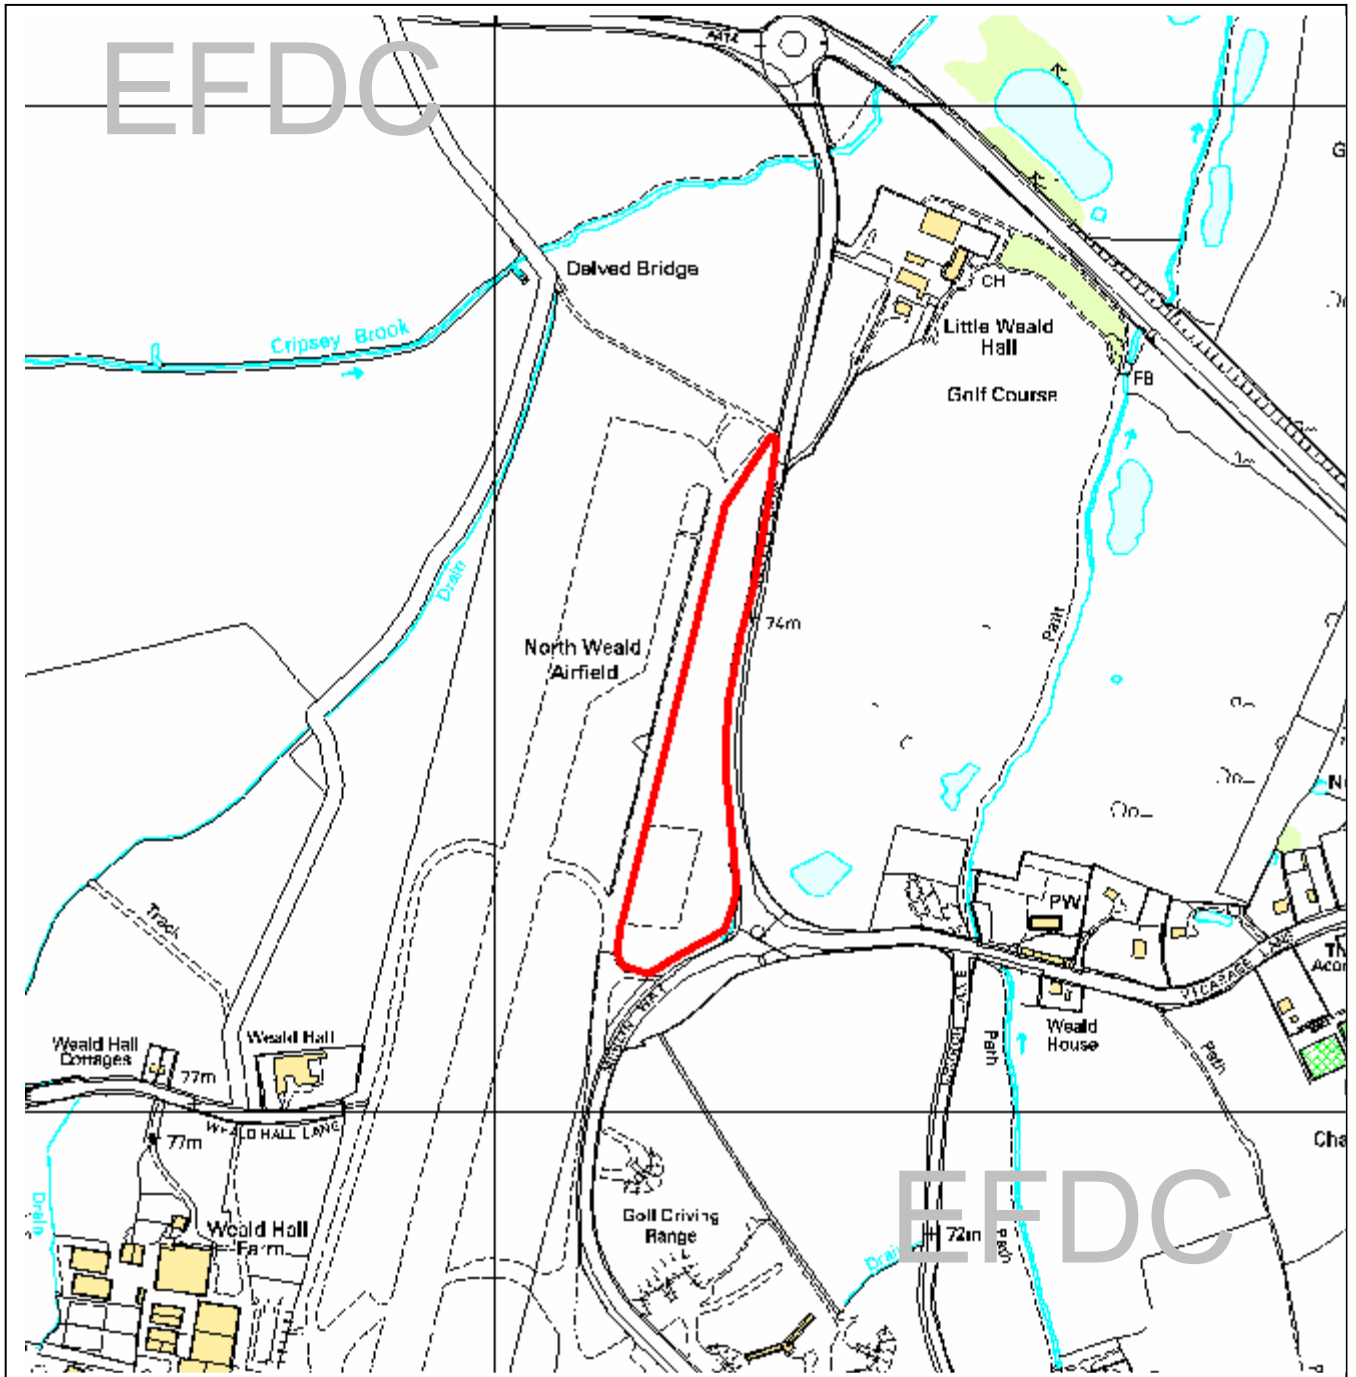 EFDC
A414
Delved Bridge
Cripsey Brook
CH
Little Weald
Hall
Golf Course
FB
Drain
Path
74m
North Weald
Airfield
Track
PW
VICARAGE LANE
Weald Hall
Cottages
77m
Weald Hall
Weald
House
Path
Path
WEALD HALL LANE
77m
Drain
Weald Hall
Farm
Golf Driving
Range
Drain
72m
Path
EFDC